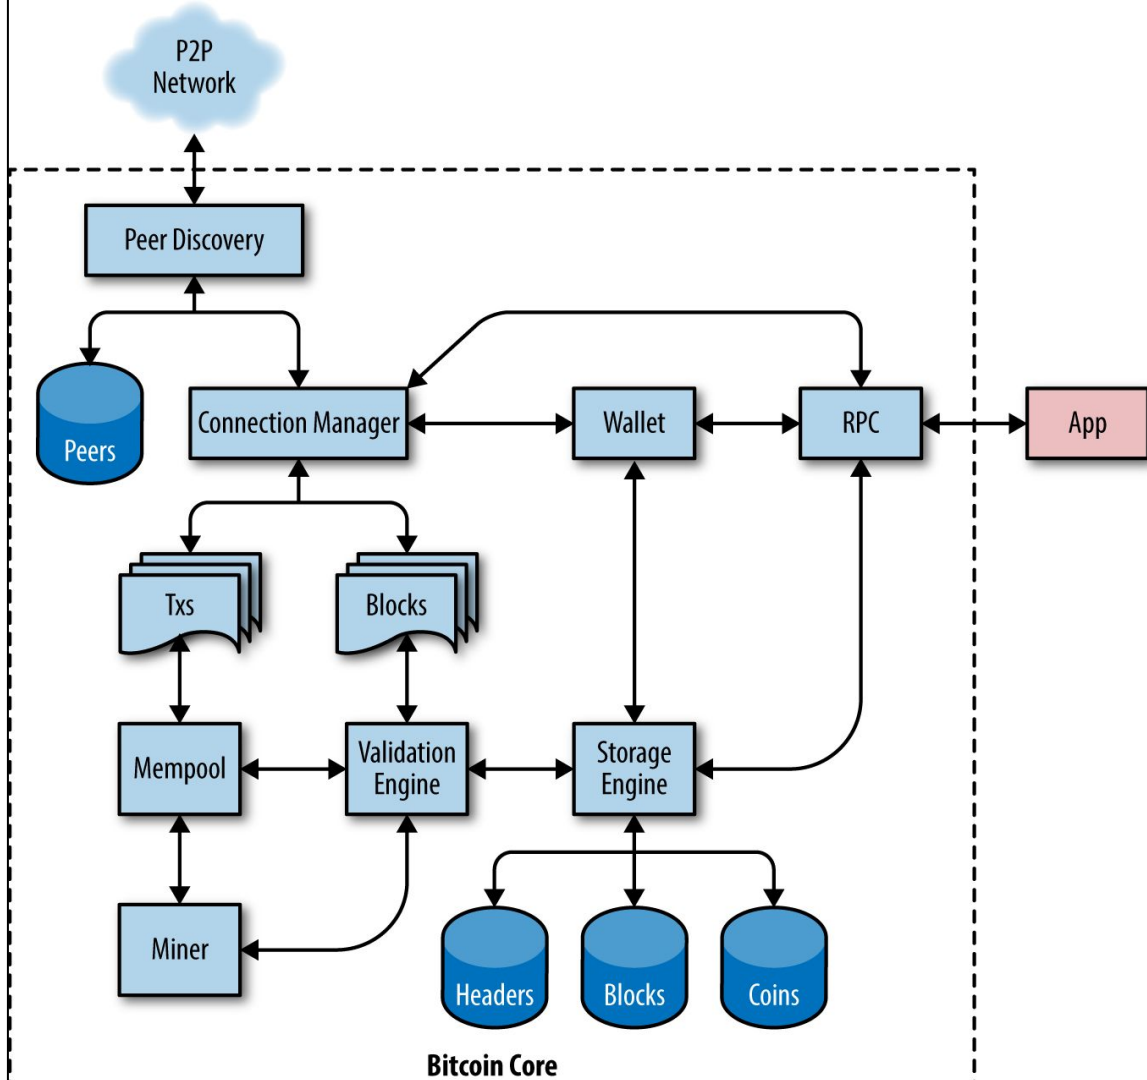 P2P
Network
Peer Discovery
Peers
Connection Manager
Wallet
RPC
App
Txs
Blocks
Mempool
Validation
Engine
Storage
Engine
Miner
Headers
Blocks
Coins
Bitcoin Core